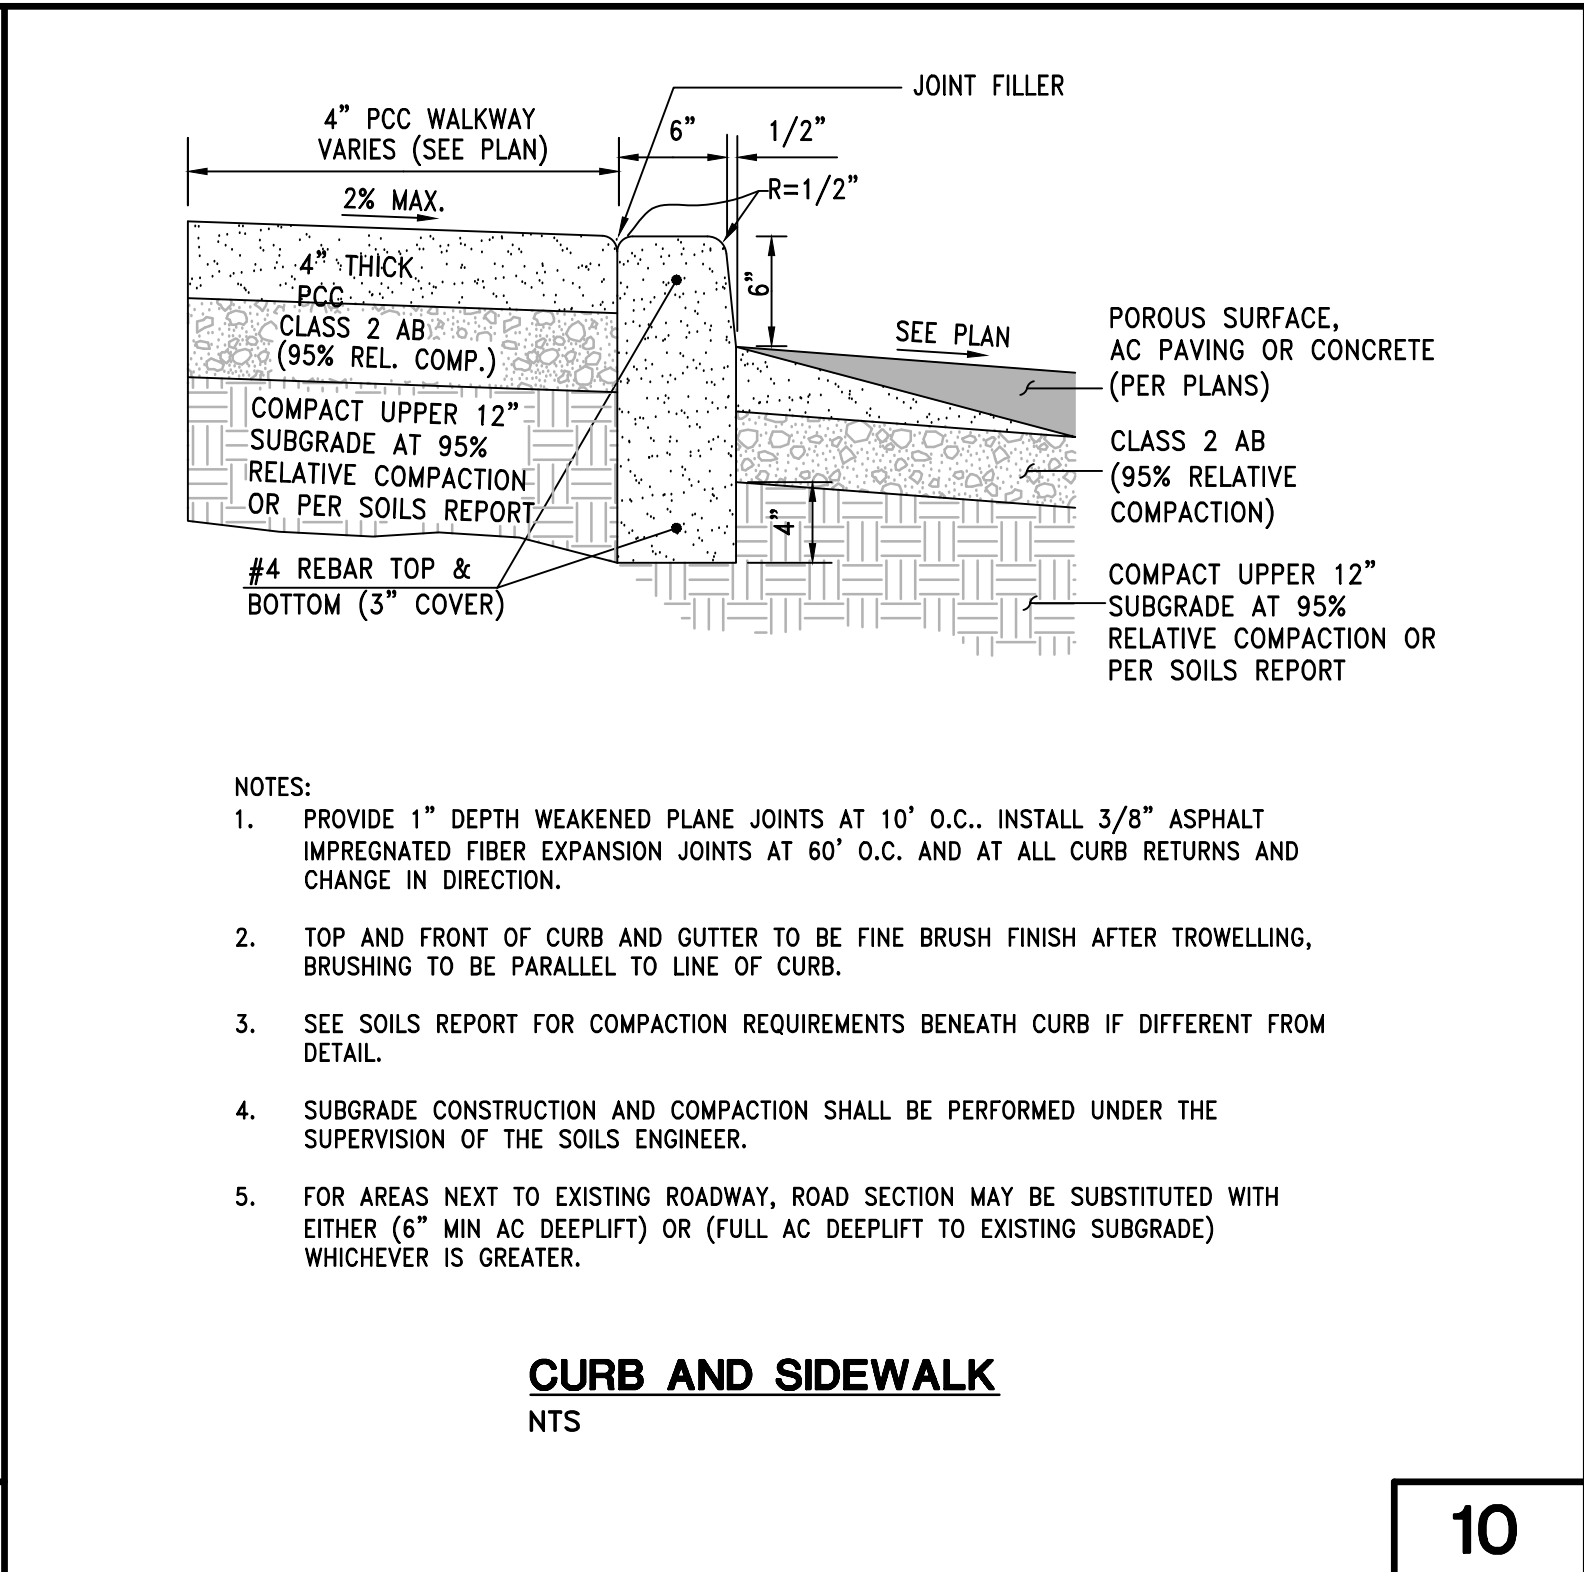 JOINT FILLER
4” PCC WALKWAY
VARIES (SEE PLAN)
6”
1/2”
2% MAX.
R=1/2”
4” THICK
PCC
6”
CLASS 2 AB
(95% REL. COMP.)
SEE PLAN
POROUS SURFACE,
AC PAVING OR CONCRETE
(PER PLANS)
COMPACT UPPER 12”
SUBGRADE AT 95%
RELATIVE COMPACTION
OR PER SOILS REPORT
CLASS 2 AB
(95% RELATIVE
COMPACTION)
4”
#4 REBAR TOP &
BOTTOM (3” COVER)
COMPACT UPPER 12”
SUBGRADE AT 95%
RELATIVE COMPACTION OR
PER SOILS REPORT
NOTES:
1. PROVIDE 1” DEPTH WEAKENED PLANE JOINTS AT 10’ O.C.. INSTALL 3/8” ASPHALT
IMPREGNATED FIBER EXPANSION JOINTS AT 60’ O.C. AND AT ALL CURB RETURNS AND
CHANGE IN DIRECTION.
2. TOP AND FRONT OF CURB AND GUTTER TO BE FINE BRUSH FINISH AFTER TROWELLING,
BRUSHING TO BE PARALLEL TO LINE OF CURB.
3. SEE SOILS REPORT FOR COMPACTION REQUIREMENTS BENEATH CURB IF DIFFERENT FROM
DETAIL.
4. SUBGRADE CONSTRUCTION AND COMPACTION SHALL BE PERFORMED UNDER THE
SUPERVISION OF THE SOILS ENGINEER.
5. FOR AREAS NEXT TO EXISTING ROADWAY, ROAD SECTION MAY BE SUBSTITUTED WITH
EITHER (6” MIN AC DEEPLIFT) OR (FULL AC DEEPLIFT TO EXISTING SUBGRADE)
WHICHEVER IS GREATER.
CURB AND SIDEWALK
NTS
10